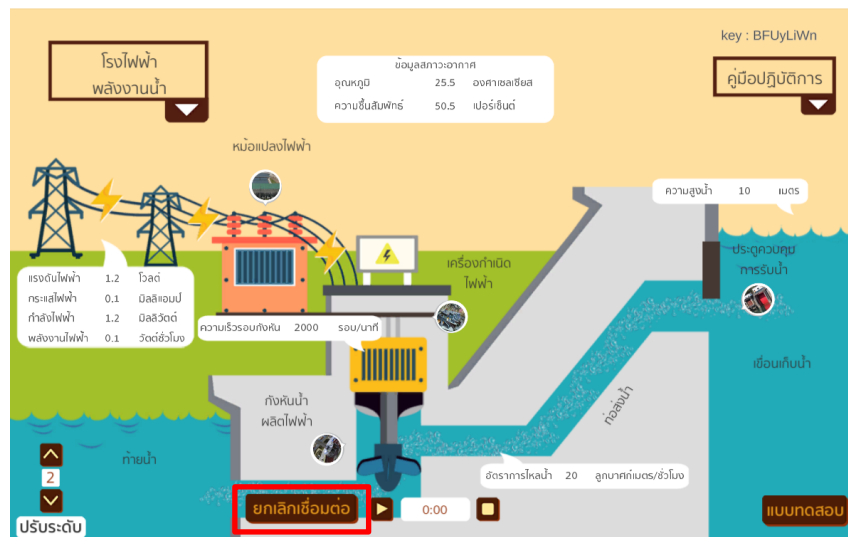 key : BFUyLiWn
โรงไฟฟ้า
พลังงานน้ำ
ข้อมูลสภาวะอากาศ
อุณหภูมิ 25.5 องศาเซลเซียส
ความชื้นสัมพัทธ์ 50.5 เปอร์เซ็นต์
คู่มือปฏิบัติการ
หม้อแปลงไฟฟ้า
ความสูงน้ำ 10 เมตร
แรงดันไฟฟ้า 1.2 โวลต์
กระแสไฟฟ้า 0.1 มิลลิแอมป์
กำลังไฟฟ้า 1.2 มิลลิวัตต์
พลังงานไฟฟ้า 0.1 วัตต์ชั่วโมง
เครื่องกำเนิด
ไฟฟ้า
ประตูควบคุม
การรับน้ำ
ความเร็วรอบกังหัน 2000 รอบ/นาที
เขื่อนเก็บน้ำ
กังหันน้ำ
ผลิตไฟฟ้า
ท่อส่งน้ำ
ท้ายน้ำ
อัตราการไหลน้ำ 20 ลูกบาศก์เมตร/ชั่วโมง
2
ปรับระดับ
ยกเลิกเชื่อมต่อ
0:00
แบบทดสอบ